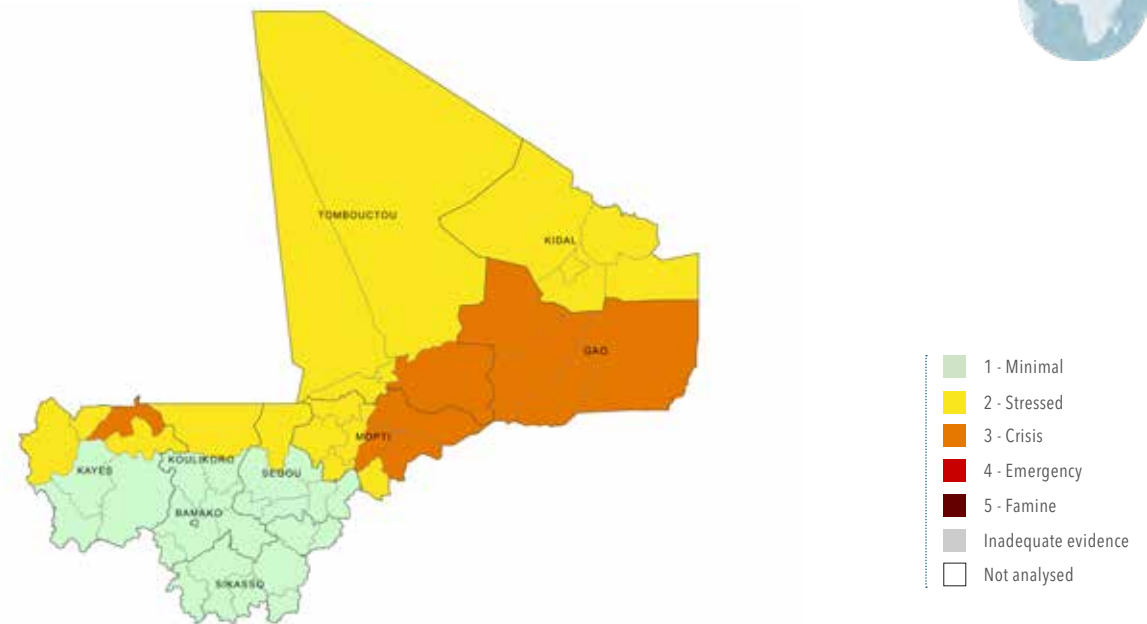 TOMBOUCTOU
KIDAL
GAO
MOPTI
KAYES
KOULIKORO
SEGOU
BAMAKO
SIKASSO
1 - Minimal
2 - Stressed
3 - Crisis
4 - Emergency
5 - Famine
Inadequate evidence
Not analysed